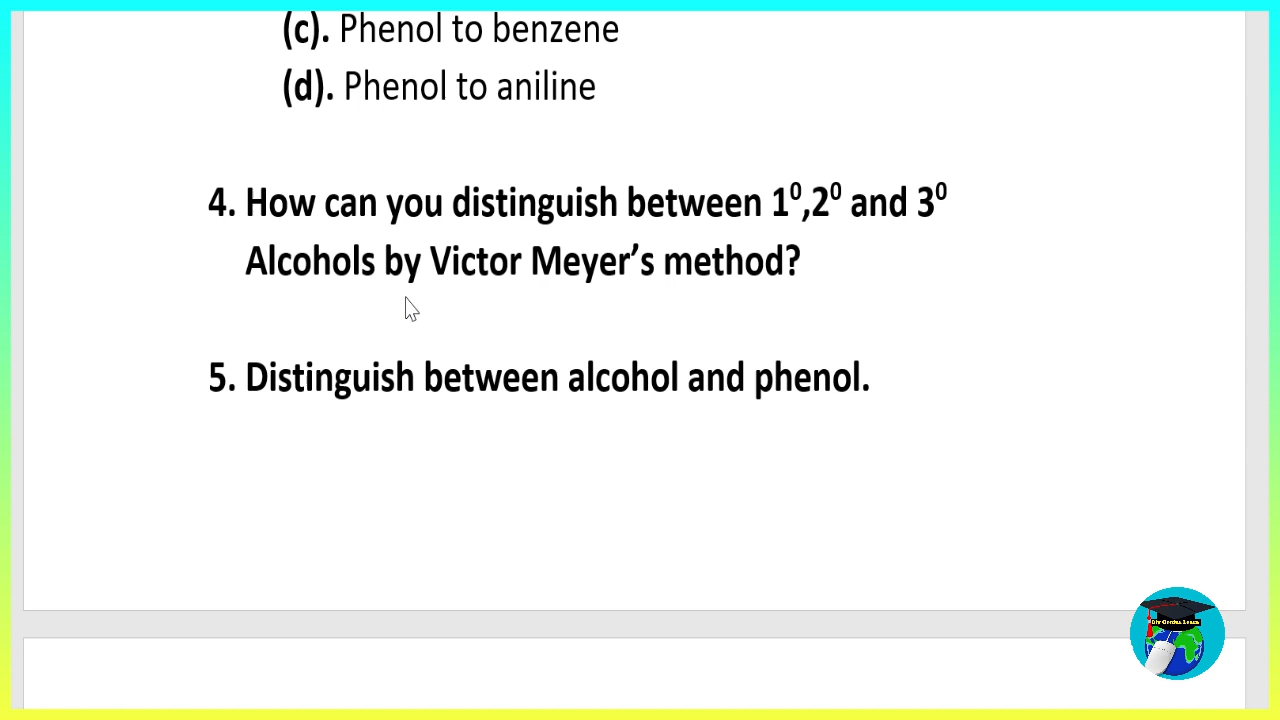 (c). Phenol to benzene
(d). Phenol to aniline
4. How can you distinguish between 1⁰,2⁰ and 3⁰
Alcohols by Victor Meyer’s method?
5. Distinguish between alcohol and phenol.